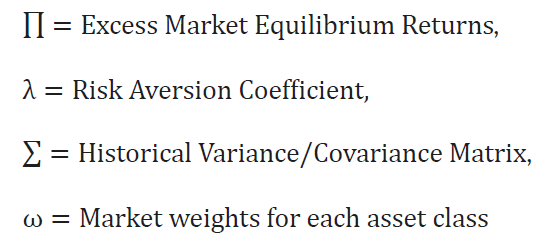 ∏ = Excess Market Equilibrium Returns,
λ = Risk Aversion Coefficient,
∑ = Historical Variance/Covariance Matrix,
ω = Market weights for each asset class